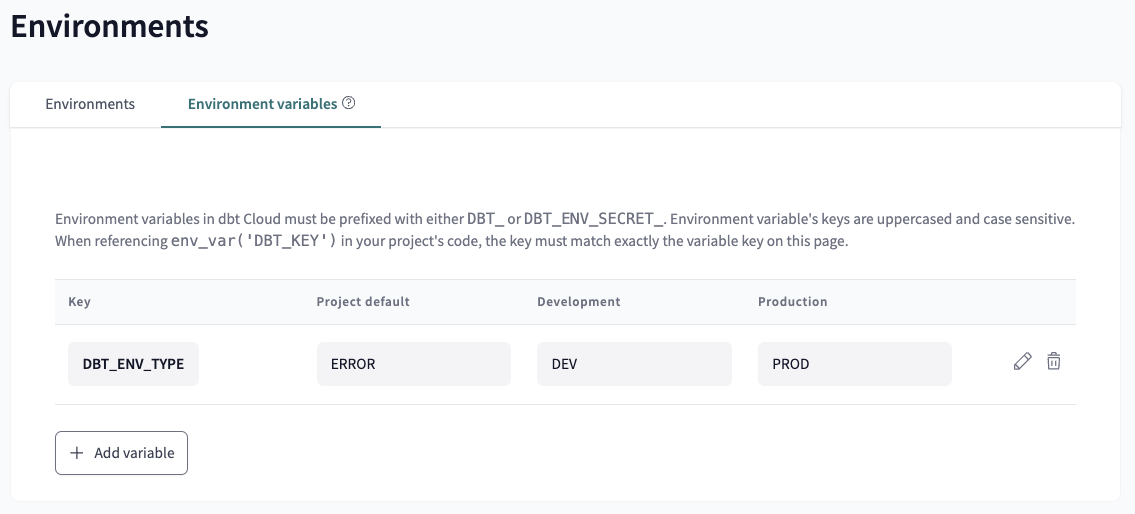 Environments
Environments Environment variables
Environment variables in dbt Cloud must be prefixed with either DBT_ or DBT_ENV_SECRET_. Environment variable's keys are uppercased and case sensitive.
When referencing env_var('DBT_KEY') in your project's code, the key must match exactly the variable key on this page.
Key Project default Development Production
DBT_ENV_TYPE ERROR DEV PROD
+ Add variable